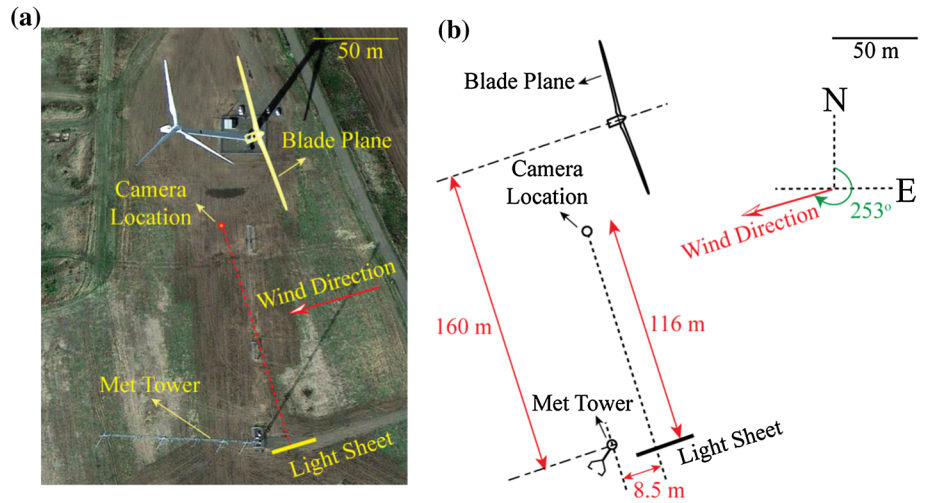 (a)
50 m
Blade Plane
Camera
Location
Wind Direction
Met Tower
Light Sheet
(b)
50 m
Blade Plane
N
Camera
Location
E
253°
Wind Direction
160 m
116 m
Met Tower
Light Sheet
8.5 m